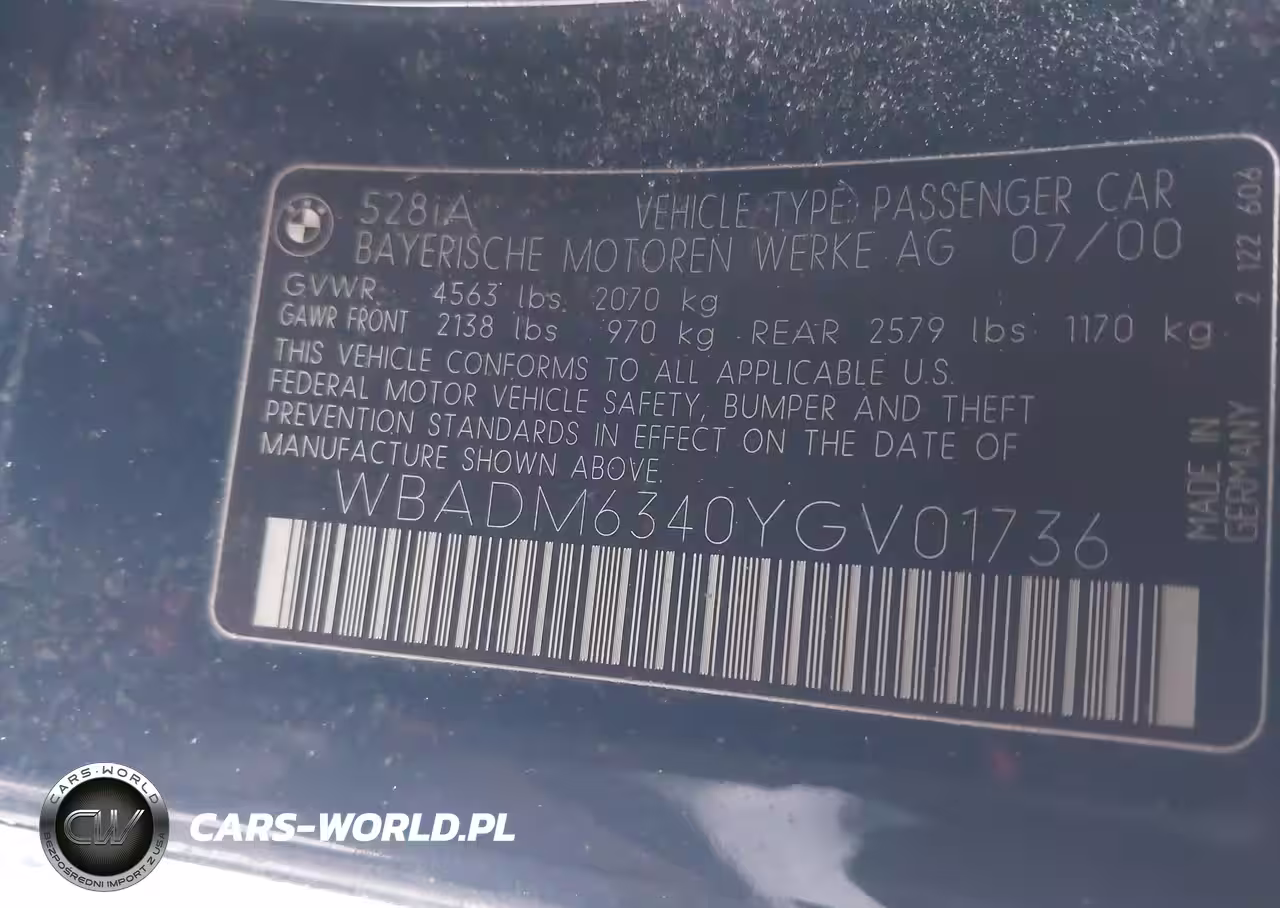 528iA VEHICLE TYPE: PASSENGER CAR
BAYERISCHE MOTOREN WERKE AG 07/00
GVWR 4563 lbs 2070 kg
GAWR FRONT 2138 lbs 970 kg REAR 2579 lbs 1170 kg
THIS VEHICLE CONFORMS TO ALL APPLICABLE U.S.
FEDERAL MOTOR VEHICLE SAFETY, BUMPER AND THEFT
PREVENTION STANDARDS IN EFFECT ON THE DATE OF
MANUFACTURE SHOWN ABOVE.
WBADM6340YGV01736
2 122 606
MADE IN
GERMANY
CARS-WORLD
CW
BEZPOŚREDNI IMPORT Z USA
CARS-WORLD.PL